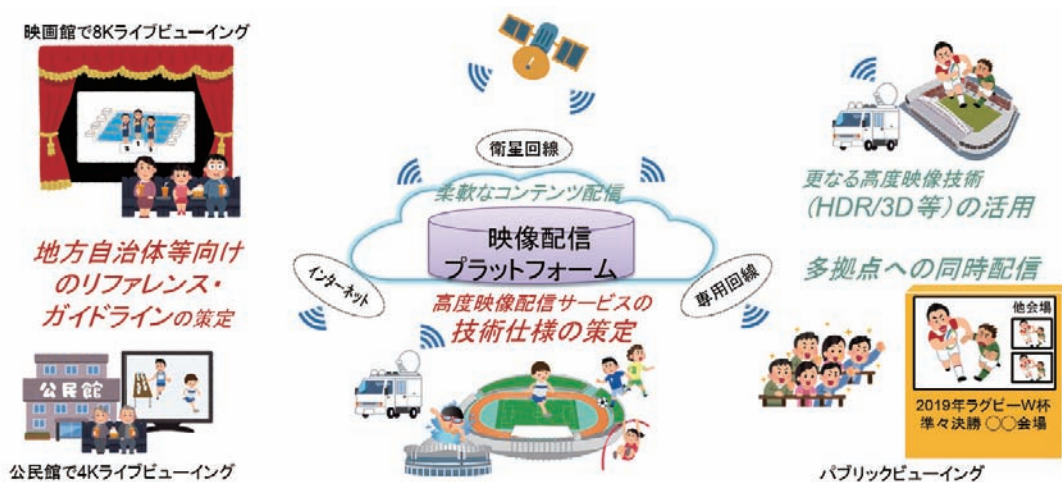 映画館で8Kライブビューイング
地方自治体等向け
のリファレンス・
ガイドラインの策定
公民館
公民館で4Kライブビューイング
衛星回線
柔軟なコンテンツ配信
映像配信
プラットフォーム
インターネット
専用回線
高度映像配信サービスの
技術仕様の策定
更なる高度映像技術
(HDR/3D等)の活用
多拠点への同時配信
他会場
2019年ラグビーW杯
準々決勝 ○○会場
パブリックビューイング